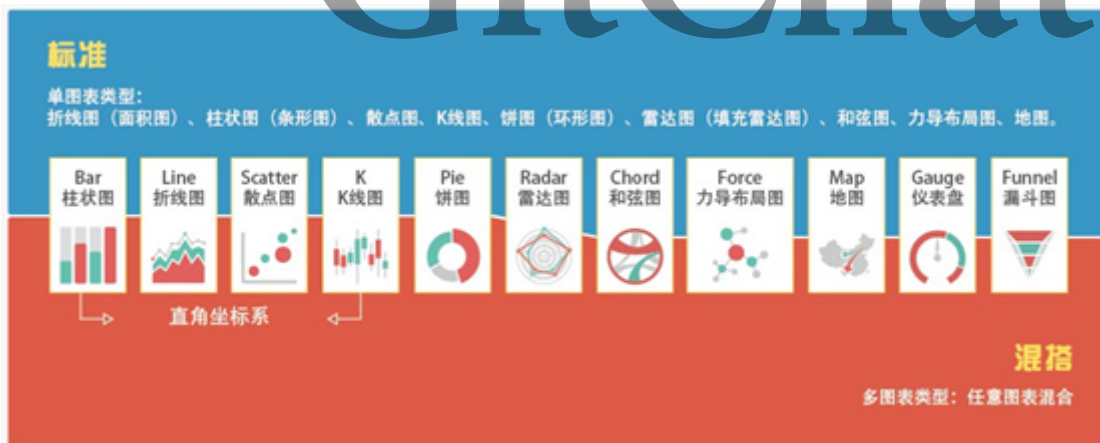 GitChat
标准
单图表类型：
折线图（面积图）、柱状图（条形图）、散点图、K线图、饼图（环形图）、雷达图（填充雷达图）、和弦图、力导布局图、地图。
Bar
柱状图
Line
折线图
Scatter
散点图
K
K线图
Pie
饼图
Radar
雷达图
Chord
和弦图
Force
力导布局图
Map
地图
Gauge
仪表盘
Funnel
漏斗图
直角坐标系
混搭
多图表类型：任意图表混合